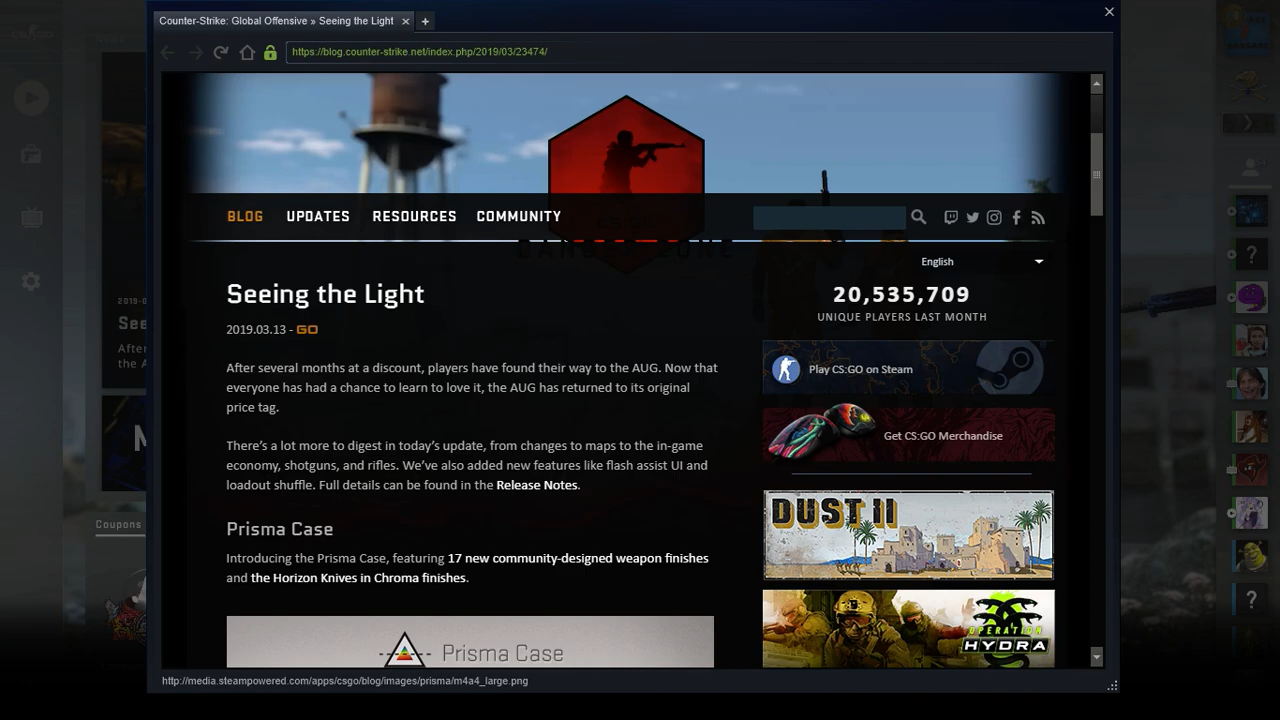 Counter-Strike: Global Offensive » Seeing the Light
https://blog.counter-strike.net/index.php/2019/03/23474/
BLOG UPDATES RESOURCES COMMUNITY
English
Seeing the Light
2019.03.13 - GO
After several months at a discount, players have found their way to the AUG. Now that
everyone has had a chance to learn to love it, the AUG has returned to its original
price tag.
There's a lot more to digest in today's update, from changes to maps to the in-game
economy, shotguns, and rifles. We've also added new features like flash assist UI and
loadout shuffle. Full details can be found in the Release Notes.
Prisma Case
Introducing the Prisma Case, featuring 17 new community-designed weapon finishes
and the Horizon Knives in Chroma finishes.
Prisma Case
20,535,709
UNIQUE PLAYERS LAST MONTH
Play CS:GO on Steam
Get CS:GO Merchandise
DUST II
OPERATION
HYDRA
Coupons
http://media.steampowered.com/apps/csgo/blog/images/prisma/m4a4_large.png